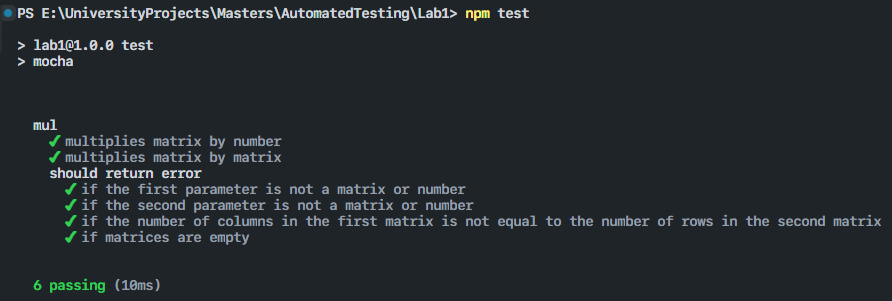 PS E:\UniversityProjects\Masters\AutomatedTesting\Lab1> npm test
> lab1@1.0.0 test
> mocha
mul
✔ multiplies matrix by number
✔ multiplies matrix by matrix
should return error
✔ if the first parameter is not a matrix or number
✔ if the second parameter is not a matrix or number
✔ if the number of columns in the first matrix is not equal to the number of rows in the second matrix
✔ if matrices are empty
6 passing (10ms)